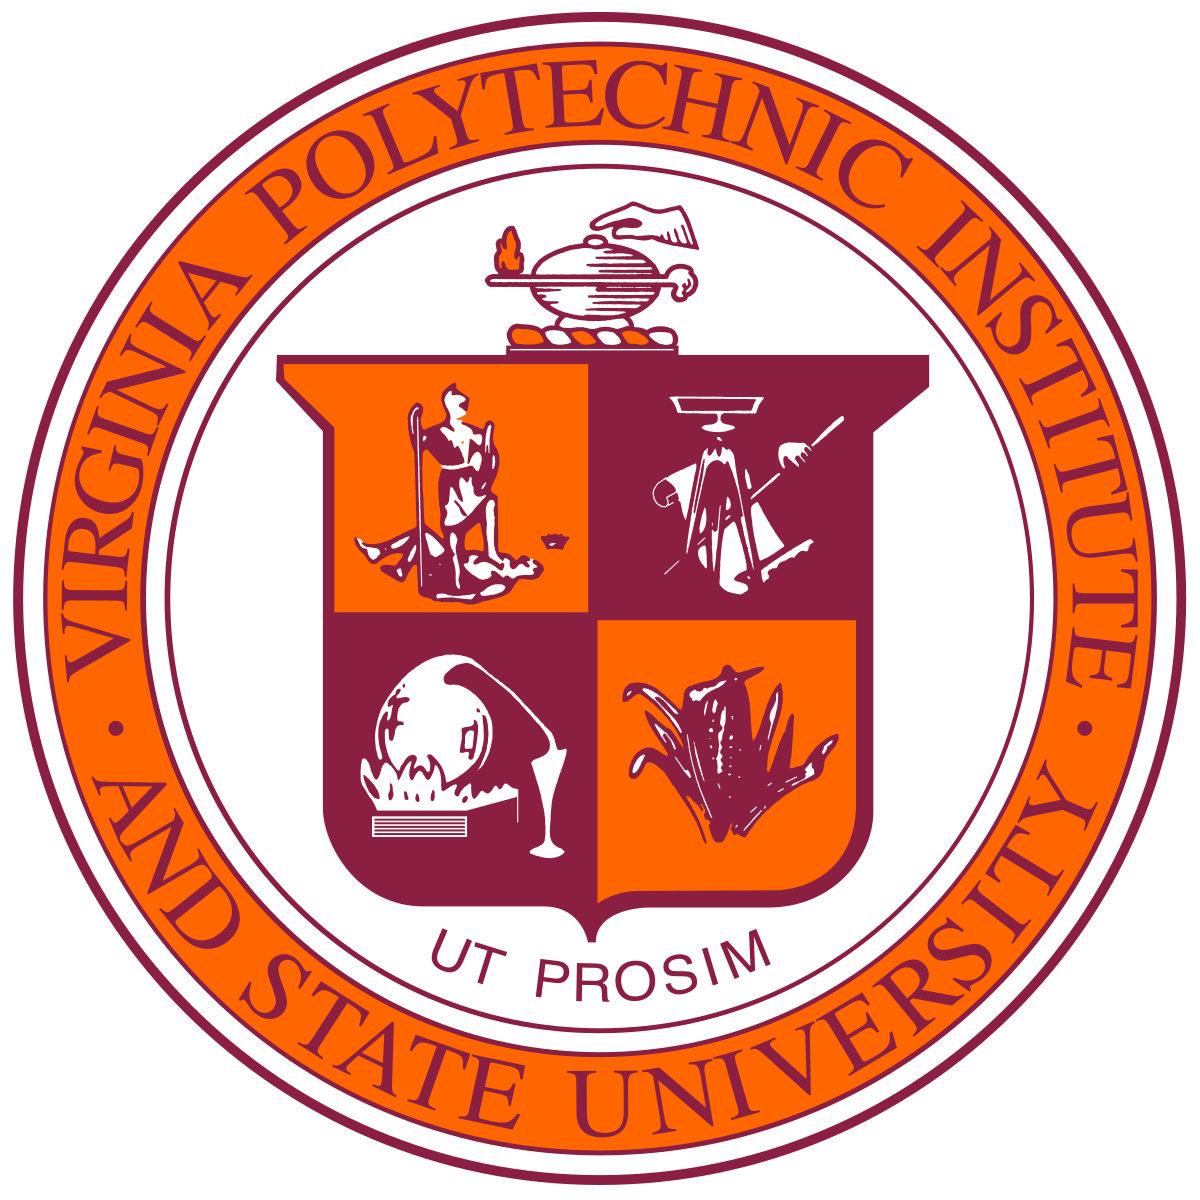 VIRGINIA POLYTECHNIC INSTITUTE
· AND STATE UNIVERSITY ·
UT PROSIM